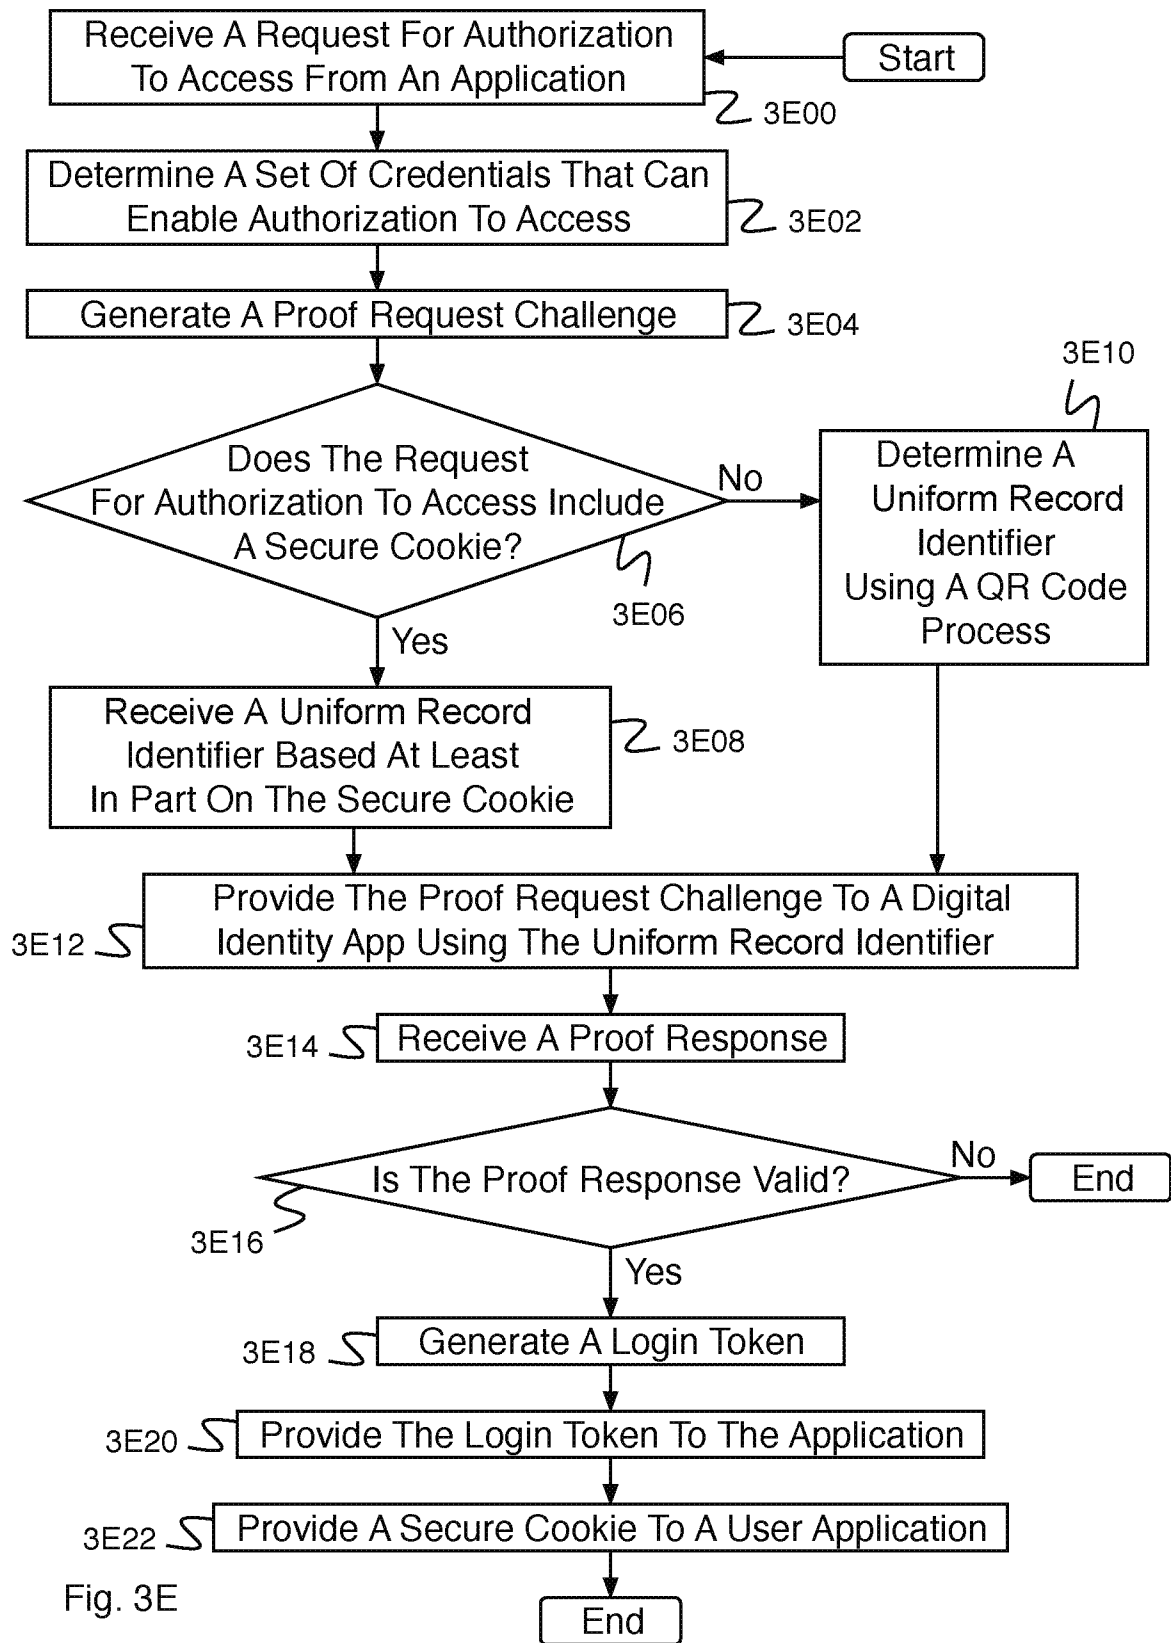 Receive A Request For Authorization
To Access From An Application
Start
3E00
Determine A Set Of Credentials That Can
Enable Authorization To Access
3E02
Generate A Proof Request Challenge
3E04
3E10
Does The Request
For Authorization To Access Include
A Secure Cookie?
No
3E06
Yes
Determine A
Uniform Record
Identifier
Using A QR Code
Process
Receive A Uniform Record
Identifier Based At Least
In Part On The Secure Cookie
3E08
Provide The Proof Request Challenge To A Digital
Identity App Using The Uniform Record Identifier
3E12
Receive A Proof Response
3E14
Is The Proof Response Valid?
No
End
3E16
Yes
Generate A Login Token
3E18
Provide The Login Token To The Application
3E20
Provide A Secure Cookie To A User Application
3E22
Fig. 3E
End